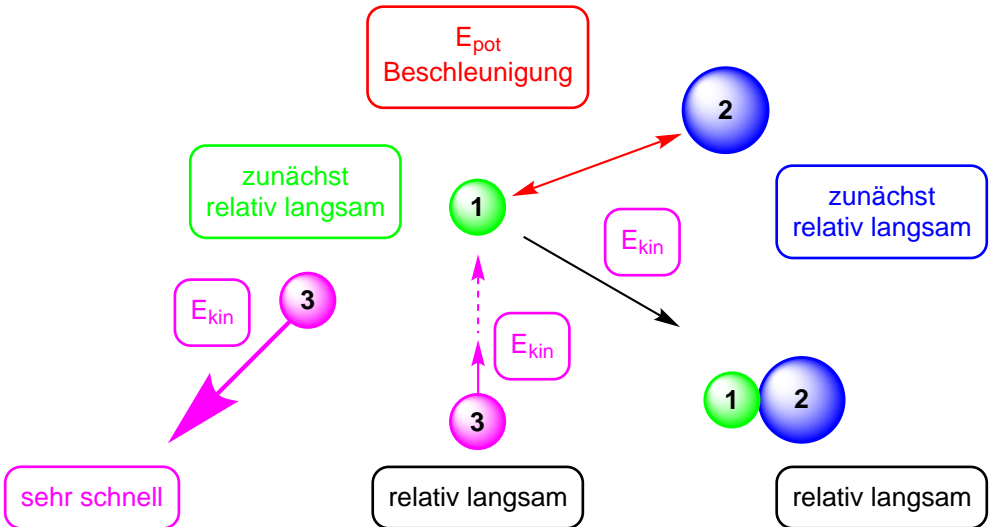 E_pot
Beschleunigung
2
zunächst
relativ langsam
1
zunächst
relativ langsam
E_kin
3
E_kin
E_kin
3
1
2
sehr schnell
relativ langsam
relativ langsam